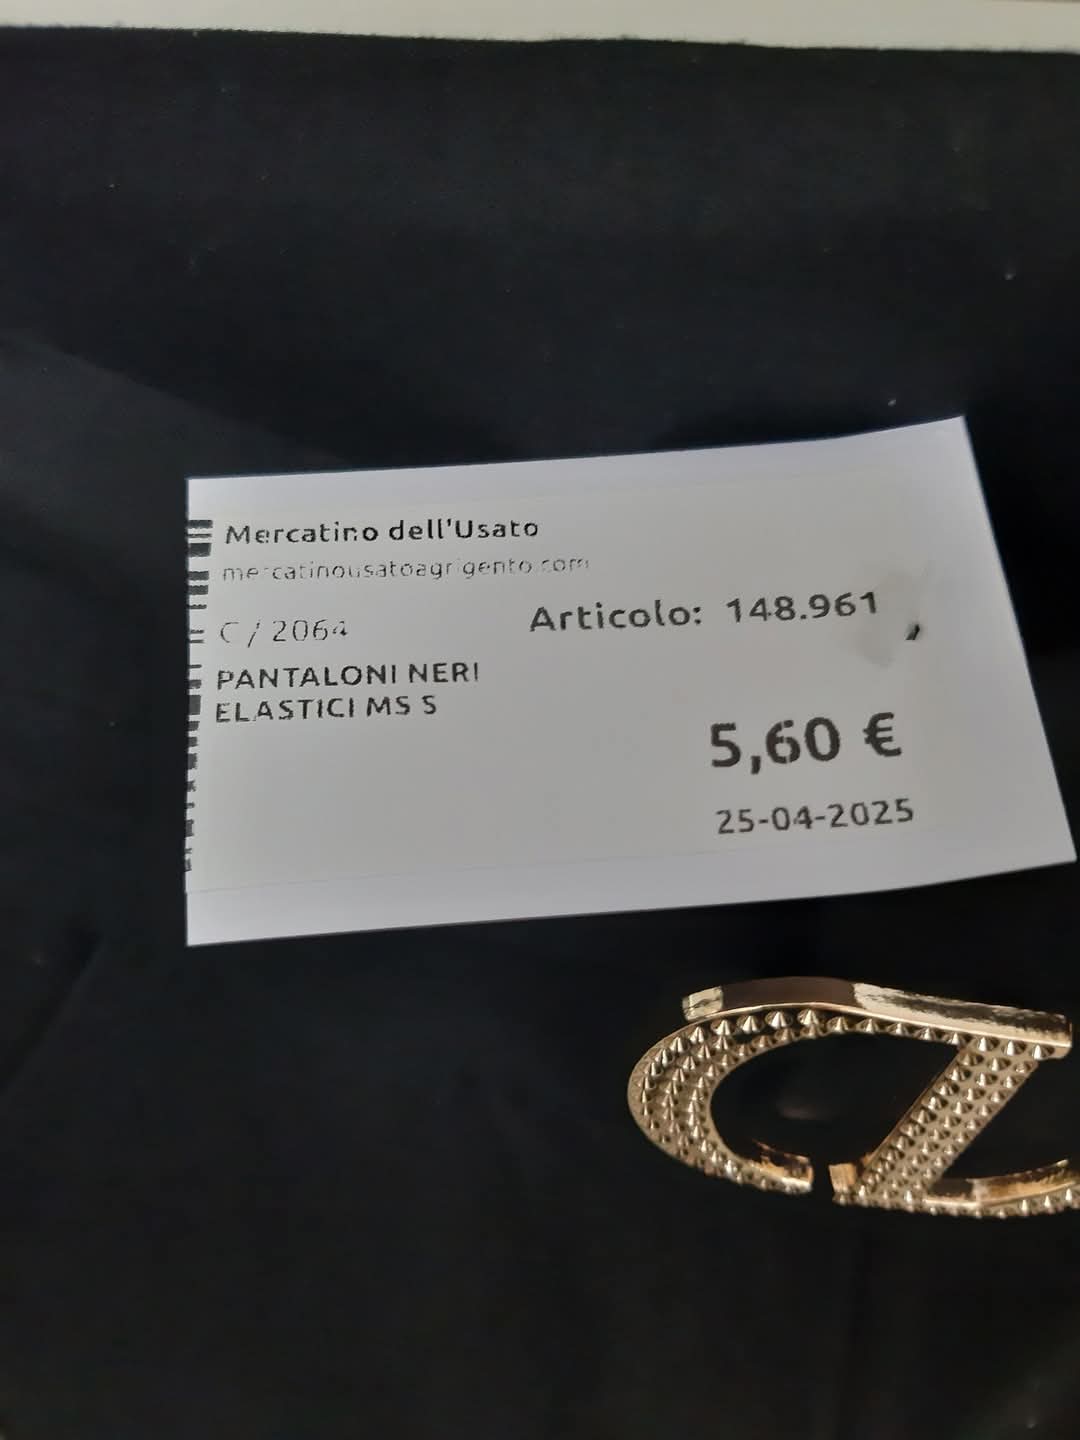 Mercatino dell'Usato
mercatinousatoagrigento.com
C / 2064
Articolo: 148.961
PANTALONI NERI
ELASTICI MS S
5,60 €
25-04-2025